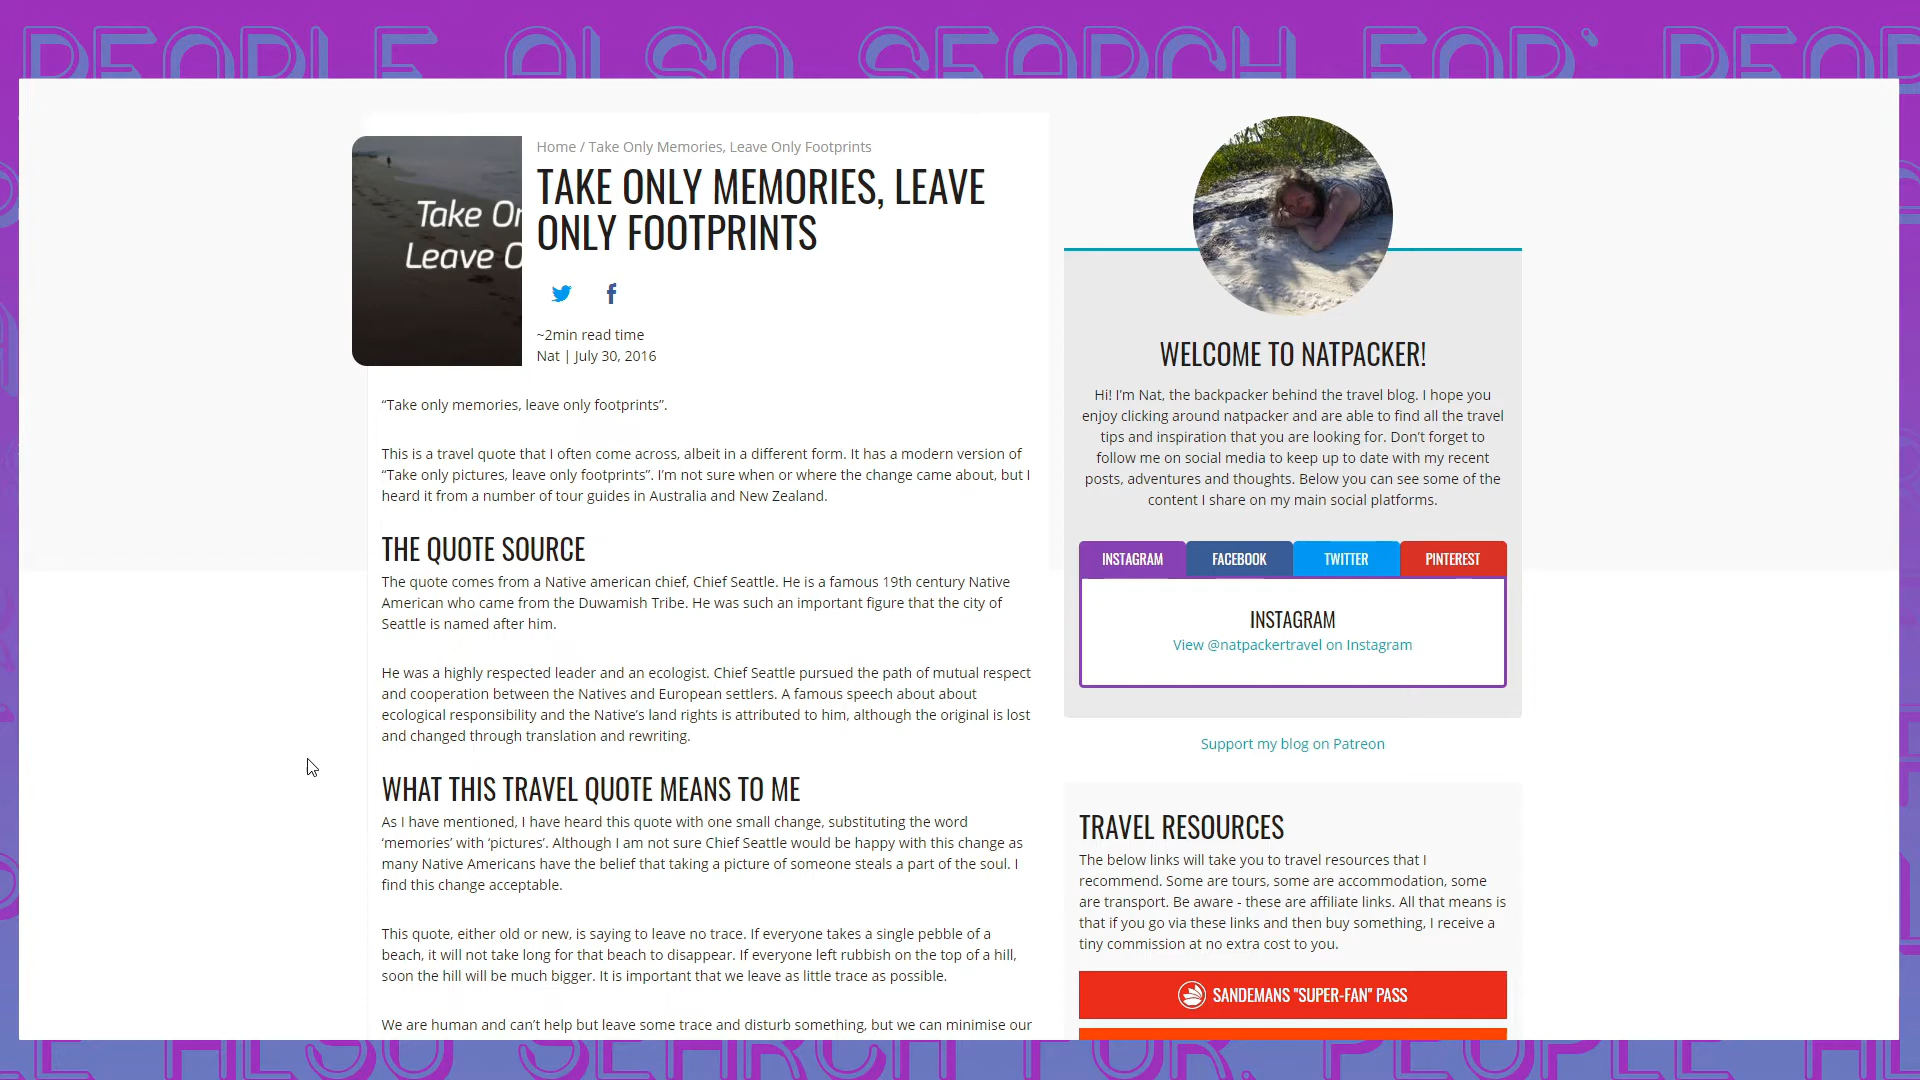 PEOPLE ALSO SEARCH FOR:
Home / Take Only Memories, Leave Only Footprints
TAKE ONLY MEMORIES, LEAVE
ONLY FOOTPRINTS
Take Or
Leave O
~2min read time
Nat | July 30, 2016
“Take only memories, leave only footprints”.
This is a travel quote that I often come across, albeit in a different form. It has a modern version of
“Take only pictures, leave only footprints”. I’m not sure when or where the change came about, but I
heard it from a number of tour guides in Australia and New Zealand.
THE QUOTE SOURCE
The quote comes from a Native american chief, Chief Seattle. He is a famous 19th century Native
American who came from the Duwamish Tribe. He was such an important figure that the city of
Seattle is named after him.
He was a highly respected leader and an ecologist. Chief Seattle pursued the path of mutual respect
and cooperation between the Natives and European settlers. A famous speech about about
ecological responsibility and the Native’s land rights is attributed to him, although the original is lost
and changed through translation and rewriting.
WHAT THIS TRAVEL QUOTE MEANS TO ME
As I have mentioned, I have heard this quote with one small change, substituting the word
‘memories’ with ‘pictures’. Although I am not sure Chief Seattle would be happy with this change as
many Native Americans have the belief that taking a picture of someone steals a part of the soul. I
find this change acceptable.
This quote, either old or new, is saying to leave no trace. If everyone takes a single pebble of a
beach, it will not take long for that beach to disappear. If everyone left rubbish on the top of a hill,
soon the hill will be much bigger. It is important that we leave as little trace as possible.
We are human and can’t help but leave some trace and disturb something, but we can minimise our
WELCOME TO NATPACKER!
Hi! I’m Nat, the backpacker behind the travel blog. I hope you
enjoy clicking around natpacker and are able to find all the travel
tips and inspiration that you are looking for. Don’t forget to
follow me on social media to keep up to date with my recent
posts, adventures and thoughts. Below you can see some of the
content I share on my main social platforms.
INSTAGRAM FACEBOOK TWITTER PINTEREST
INSTAGRAM
View @natpackertravel on Instagram
Support my blog on Patreon
TRAVEL RESOURCES
The below links will take you to travel resources that I
recommend. Some are tours, some are accommodation, some
are transport. Be aware - these are affiliate links. All that means is
that if you go via these links and then buy something, I receive a
tiny commission at no extra cost to you.
SANDEMANS "SUPER-FAN" PASS
ALSO SEARCH FOR: PEOPLE